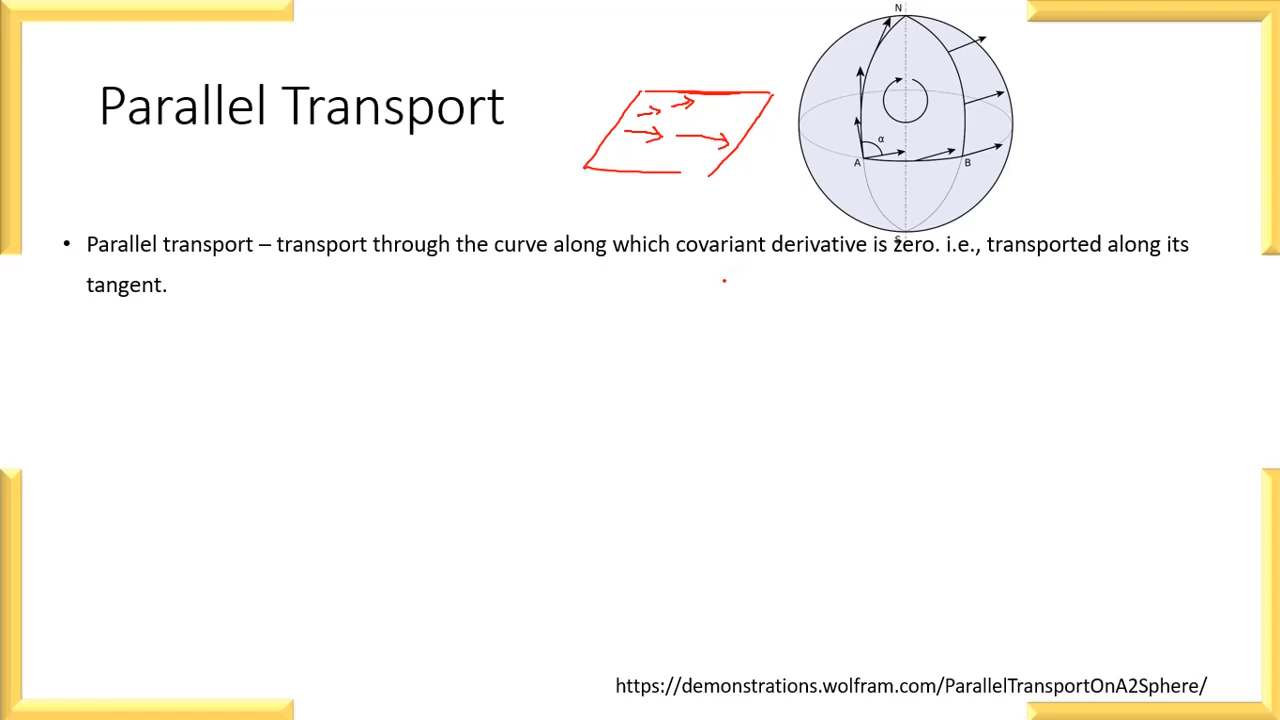 N
Parallel Transport
α
A
B
S
• Parallel transport – transport through the curve along which covariant derivative is zero. i.e., transported along its
tangent.
https://demonstrations.wolfram.com/ParallelTransportOnA2Sphere/